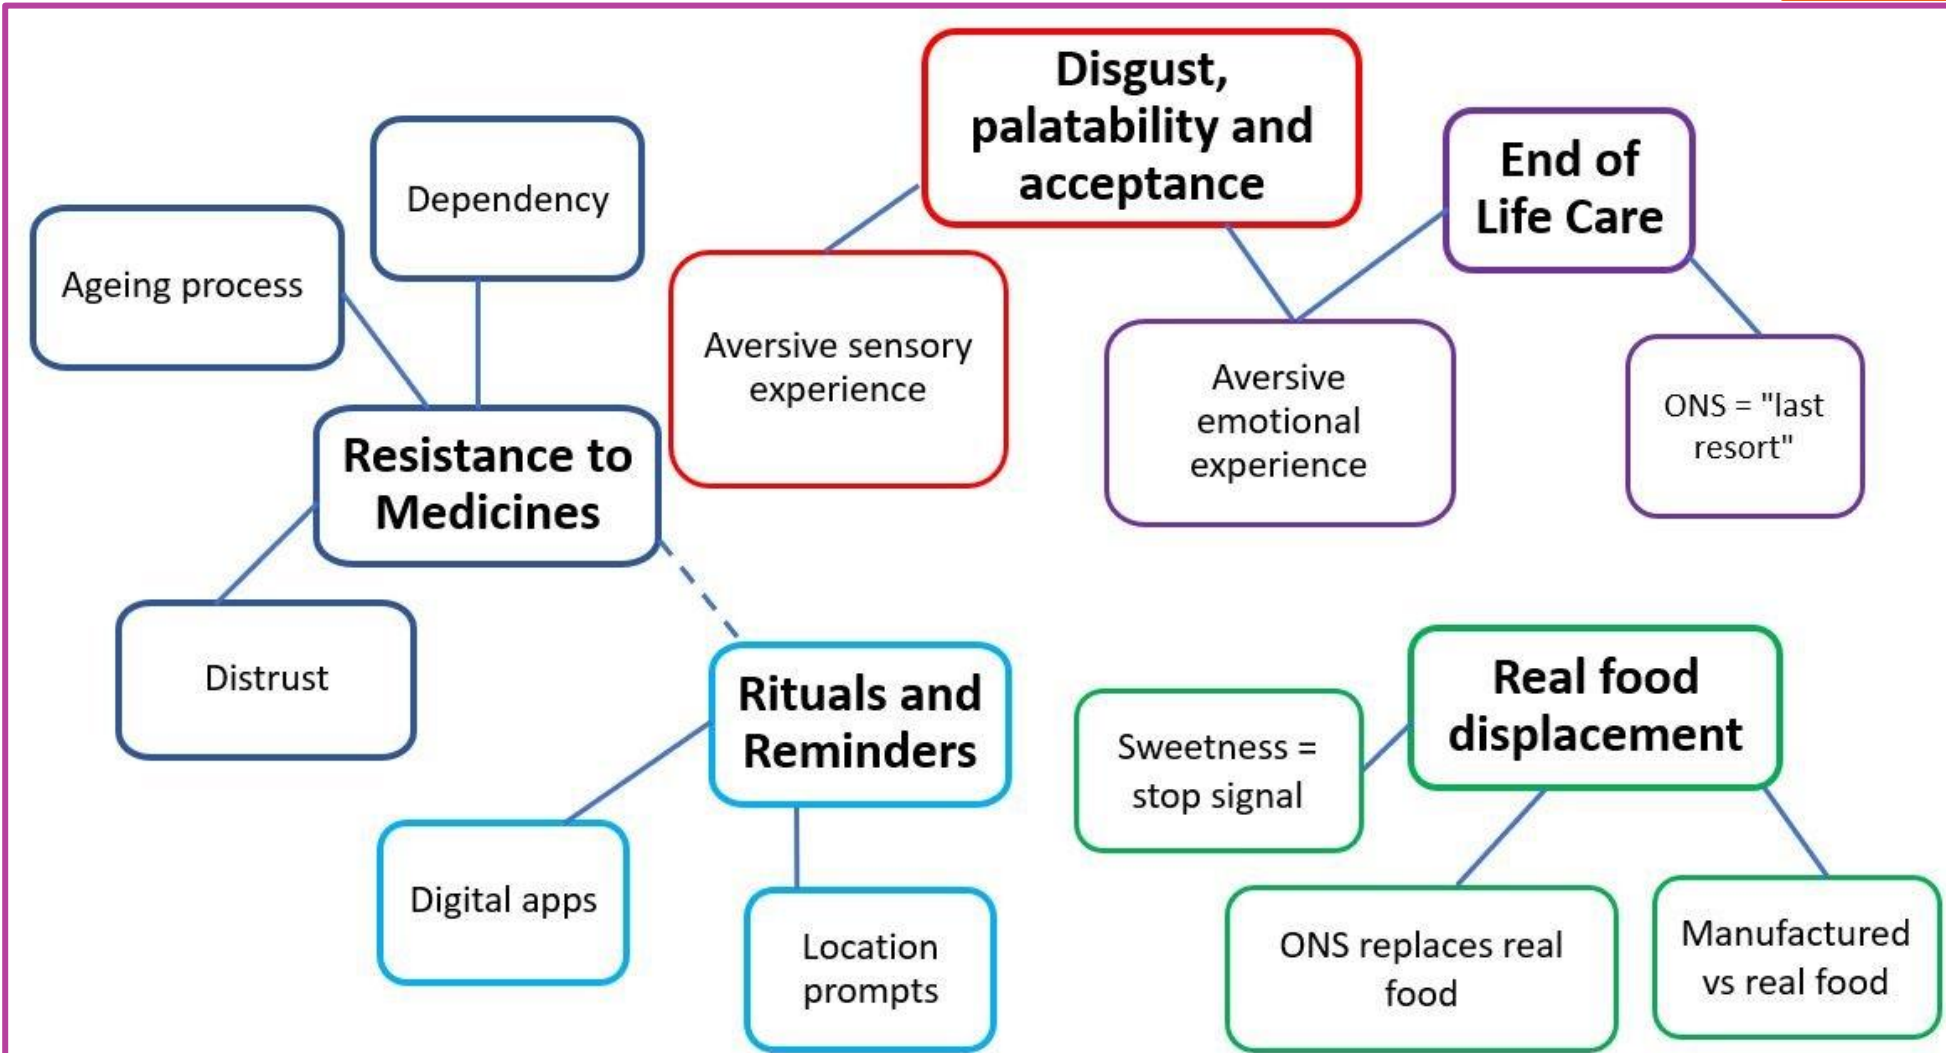 Disgust,
palatability and
acceptance
End of
Life Care
Dependency
Ageing process
Aversive sensory
experience
Aversive
emotional
experience
ONS = "last
resort"
Resistance to
Medicines
Distrust
Rituals and
Reminders
Real food
displacement
Sweetness =
stop signal
Digital apps
Location
prompts
ONS replaces real
food
Manufactured
vs real food